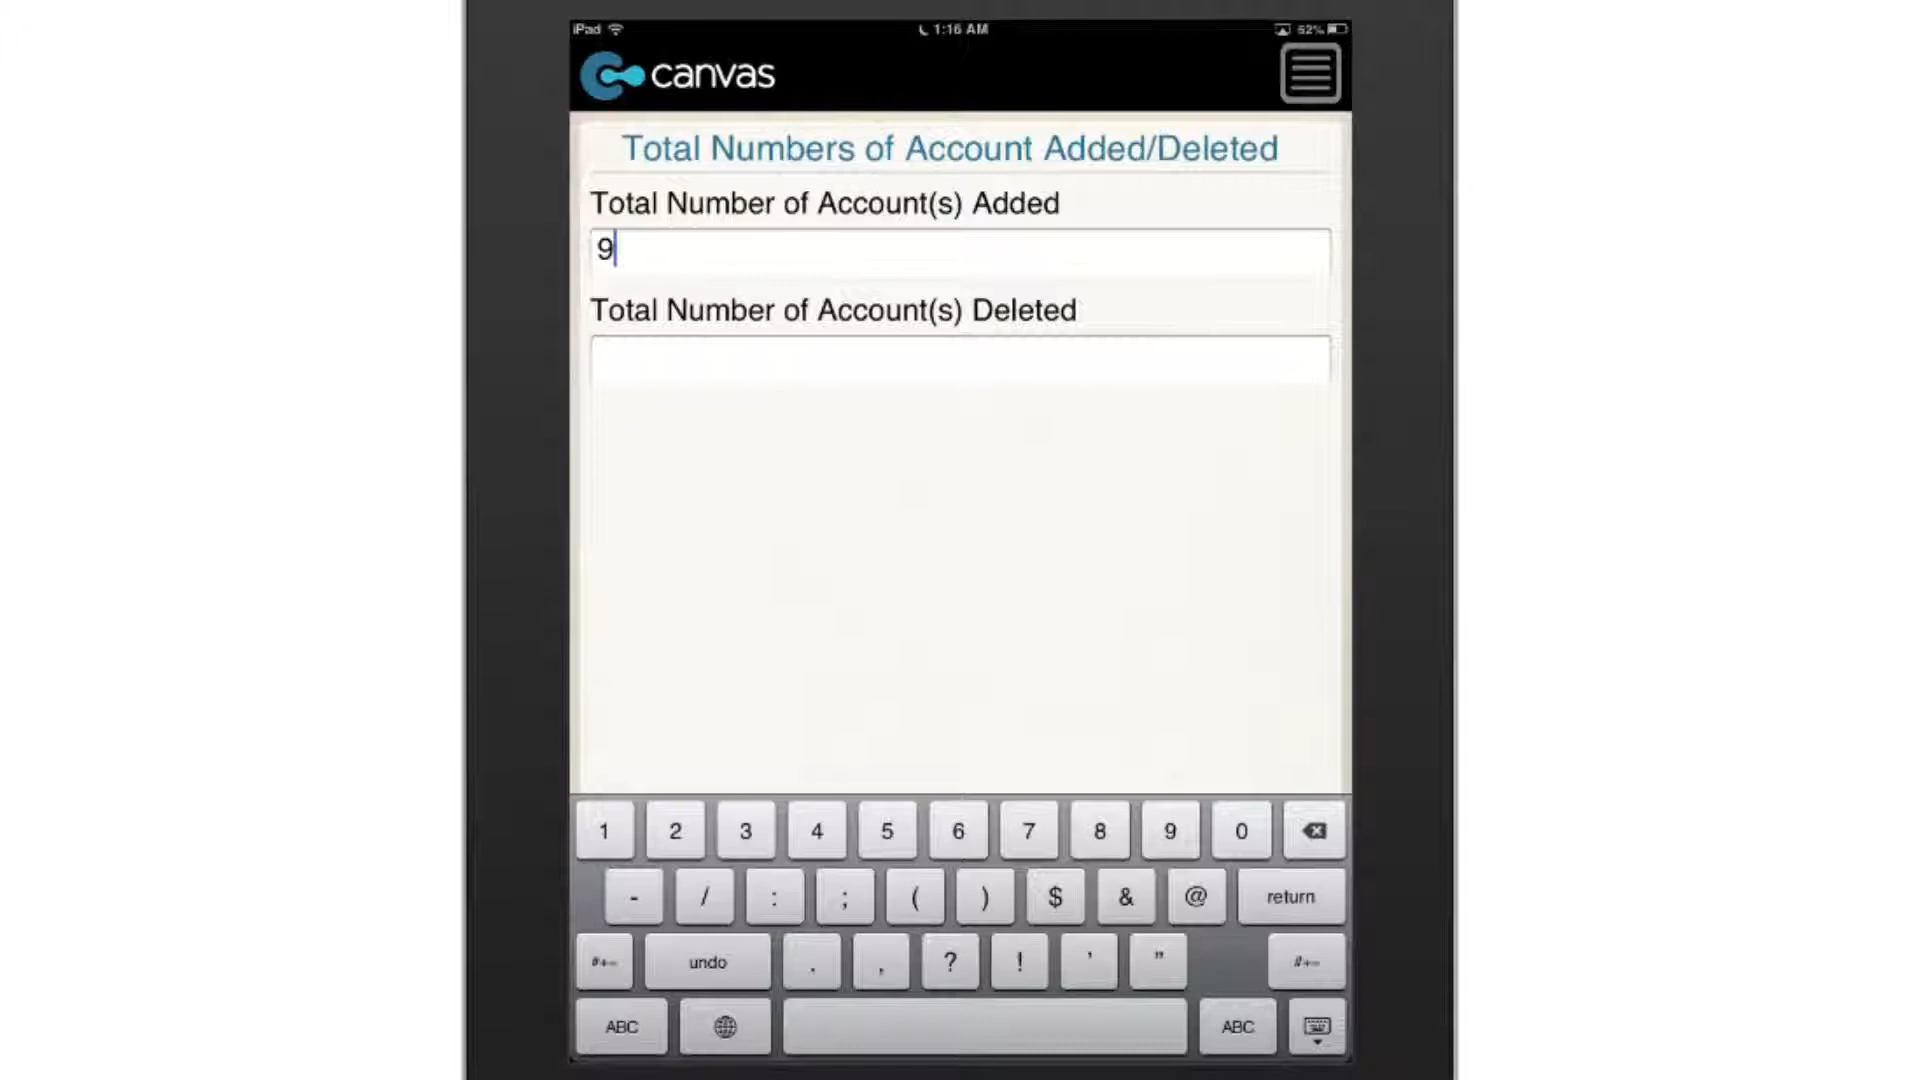 iPad 1:16 AM 52%
canvas
Total Numbers of Account Added/Deleted
Total Number of Account(s) Added
9
Total Number of Account(s) Deleted
1 2 3 4 5 6 7 8 9 0
- / : ; ( ) $ & @ return
#+= undo . , ? ! ' " #+=
ABC ABC